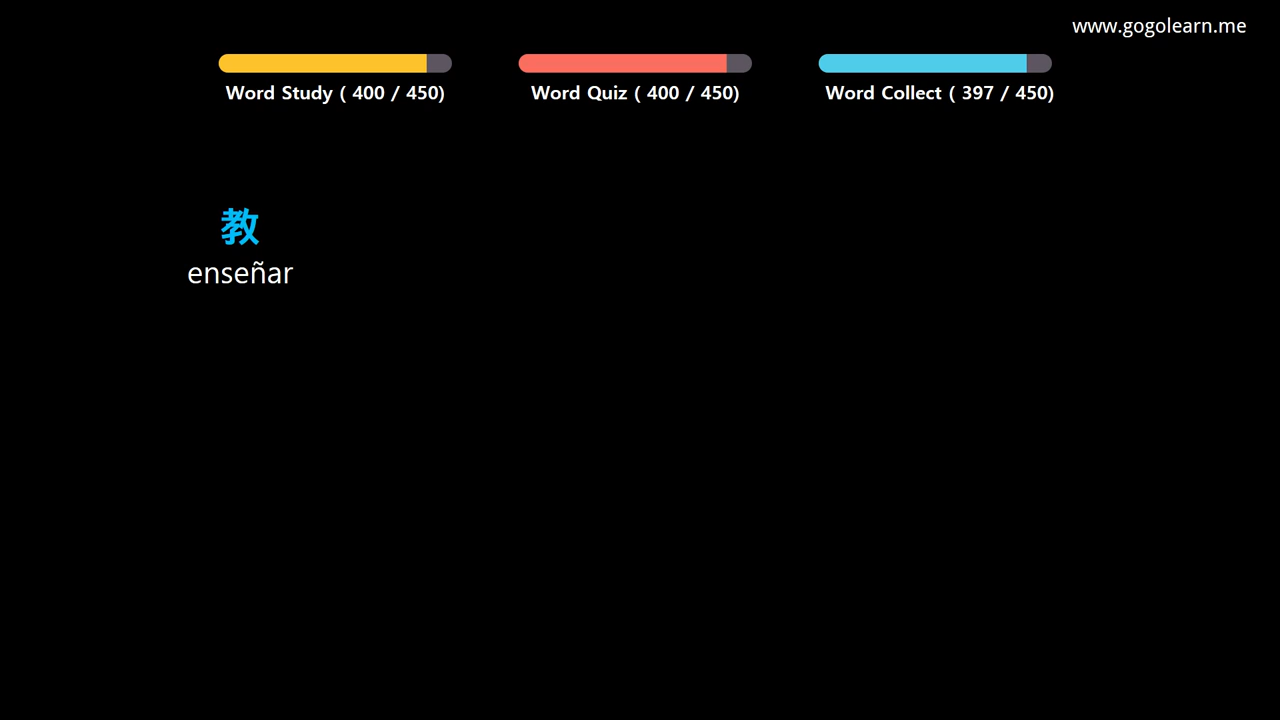 www.gogolearn.me
Word Study ( 400 / 450)
Word Quiz ( 400 / 450)
Word Collect ( 397 / 450)
教
enseñar